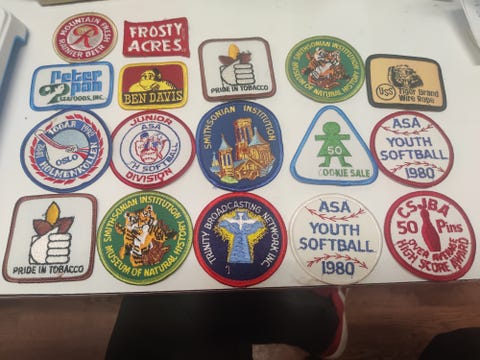 MOUNTAIN FRESH
RAINIER BEER
FROSTY
ACRES
PRIDE IN TOBACCO
SMITHSONIAN INSTITUTION
MUSEUM OF NATURAL HISTORY
USS
Tiger Brand
Wire Rope
Peter
Pan
SEAFOODS, INC.
BEN DAVIS
OSLO
HOLMENKOLLEN
JUNIOR
ASA
SOFTBALL
DIVISION
SMITHSONIAN INSTITUTION
50
COOKIE SALE
ASA
YOUTH
SOFTBALL
1980
PRIDE IN TOBACCO
SMITHSONIAN INSTITUTION
MUSEUM OF NATURAL HISTORY
TRINITY BROADCASTING NETWORK INC.
ASA
YOUTH
SOFTBALL
1980
CSJBA
50 Pins
OVER AVERAGE
HIGH SCORE AWARD